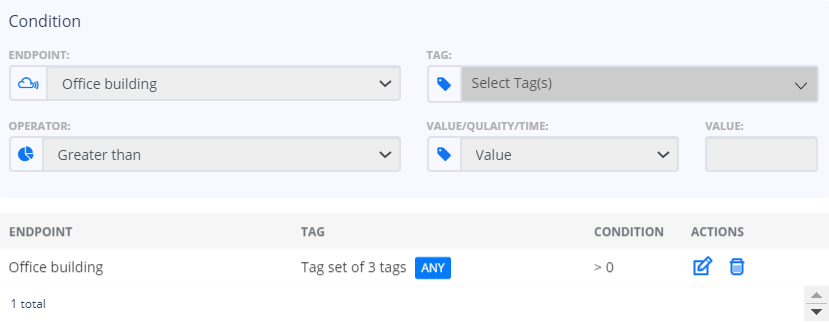 Condition
ENDPOINT: TAG:
Office building Select Tag(s)
OPERATOR: VALUE/QULAITY/TIME: VALUE:
Greater than Value
ENDPOINT TAG CONDITION ACTIONS
Office building Tag set of 3 tags ANY > 0
1 total